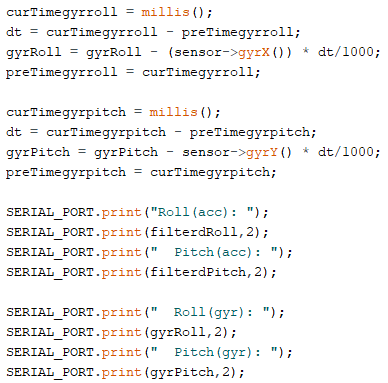 curTimegyrroll = millis();
dt = curTimegyrroll - preTimegyrroll;
gyrRoll = gyrRoll - (sensor->gyrX()) * dt/1000;
preTimegyrroll = curTimegyrroll;
curTimegyrpitch = millis();
dt = curTimegyrpitch - preTimegyrpitch;
gyrPitch = gyrPitch - sensor->gyrY() * dt/1000;
preTimegyrpitch = curTimegyrpitch;
SERIAL_PORT.print("Roll(acc): ");
SERIAL_PORT.print(filterdRoll,2);
SERIAL_PORT.print("  Pitch(acc): ");
SERIAL_PORT.print(filterdPitch,2);
SERIAL_PORT.print("  Roll(gyr): ");
SERIAL_PORT.print(gyrRoll,2);
SERIAL_PORT.print("  Pitch(gyr): ");
SERIAL_PORT.print(gyrPitch,2);